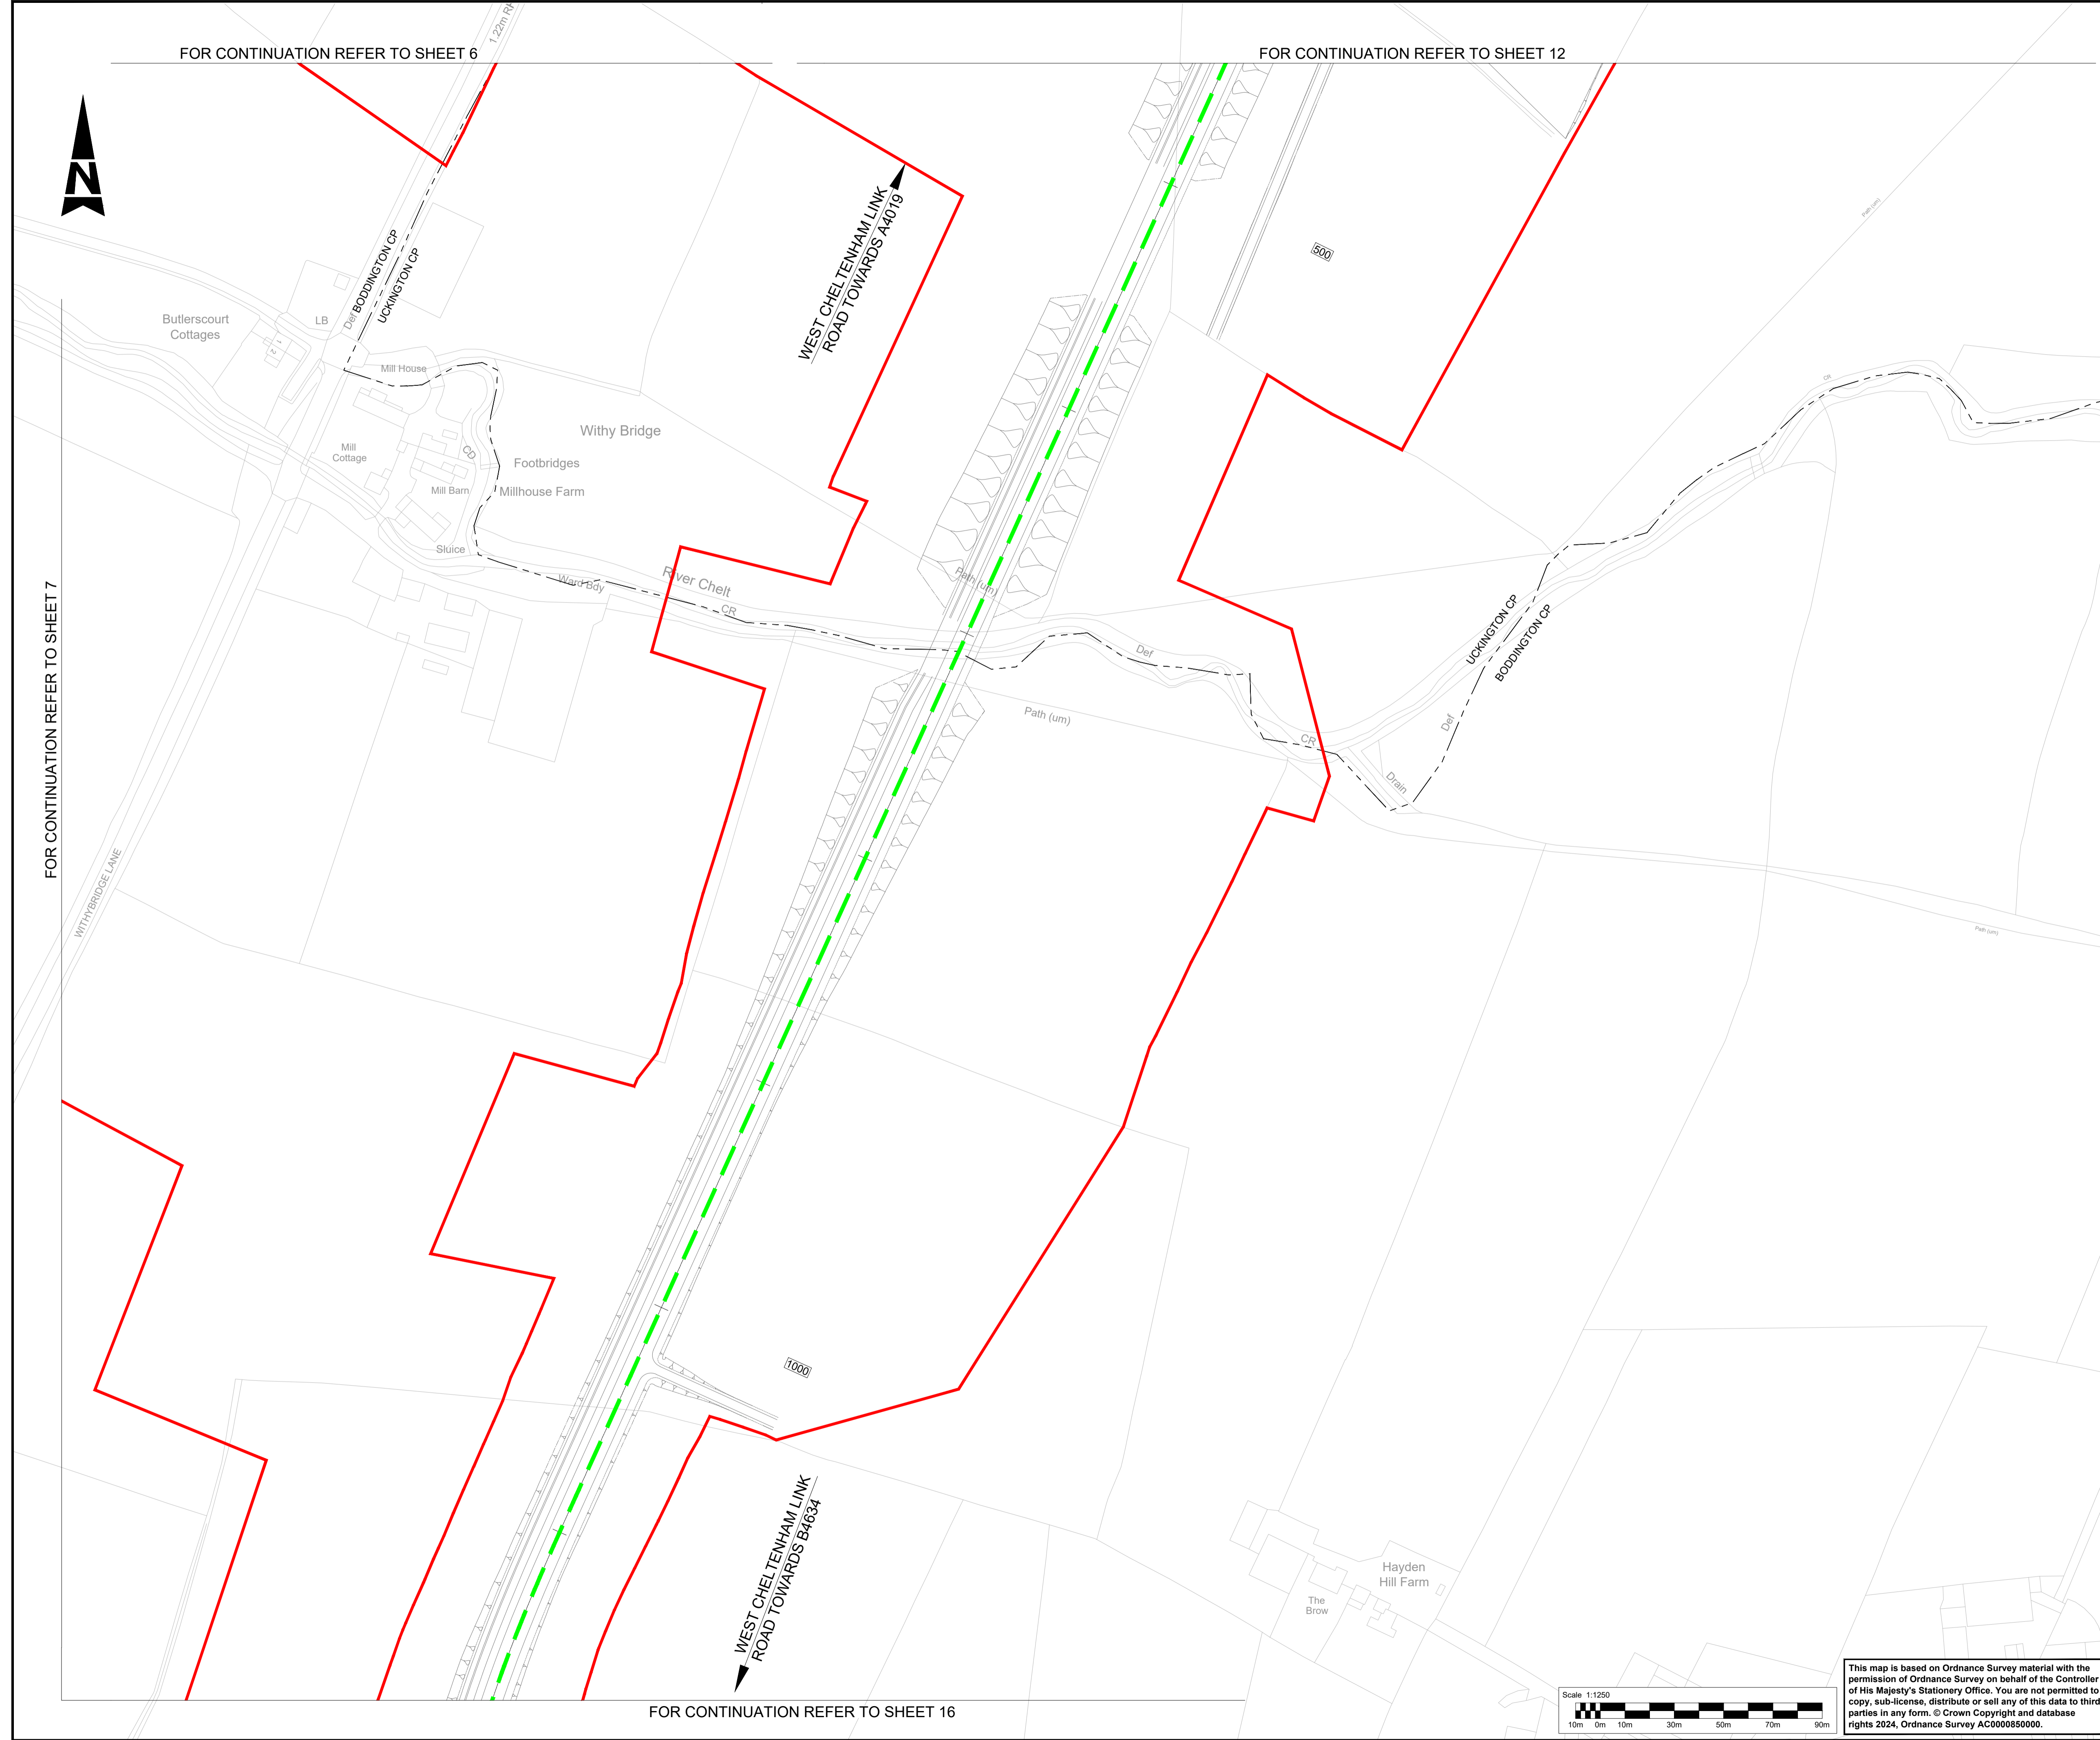 FOR CONTINUATION REFER TO SHEET 6
FOR CONTINUATION REFER TO SHEET 12
N
WEST CHELTENHAM LINK
ROAD TOWARDS A4019
500
Path (um)
BODDINGTON CP
UCKINGTON CP
Def
LB
Butlerscourt
Cottages
1
2
Mill House
CR
Withy Bridge
Mill
Cottage
CD
Footbridges
Mill Barn
Millhouse Farm
Sluice
Ward Bdy
River Chelt
CR
Path (um)
UCKINGTON CP
BODDINGTON CP
Def
Path (um)
CR
Def
Drain
FOR CONTINUATION REFER TO SHEET 7
WITHYBRIDGE LANE
Path (um)
1000
WEST CHELTENHAM LINK
ROAD TOWARDS B4634
Hayden
Hill Farm
The
Brow
FOR CONTINUATION REFER TO SHEET 16
Scale 1:1250
10m 0m 10m 30m 50m 70m 90m
This map is based on Ordnance Survey material with the
permission of Ordnance Survey on behalf of the Controller
of His Majesty's Stationery Office. You are not permitted to
copy, sub-license, distribute or sell any of this data to third
parties in any form. © Crown Copyright and database
rights 2024, Ordnance Survey AC0000850000.